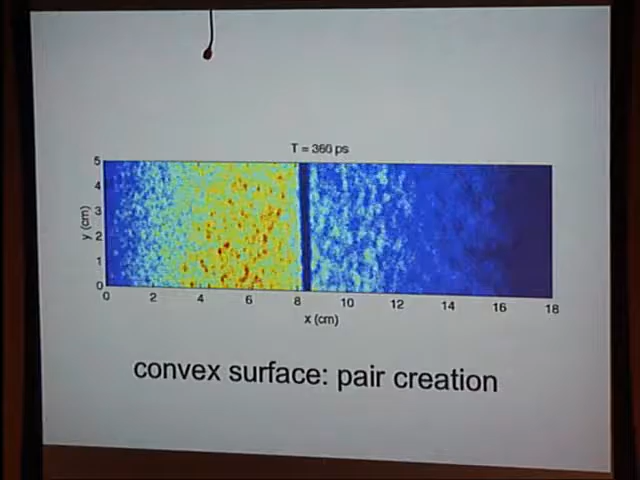 T = 360 ps
5
4
3
2
1
0
y (cm)
0 2 4 6 8 10 12 14 16 18
x (cm)
convex surface: pair creation